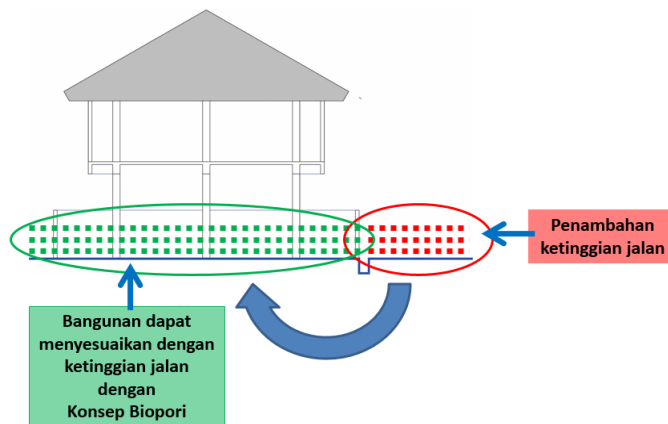 Penambahan
ketinggian jalan
Bangunan dapat
menyesuaikan dengan
ketinggian jalan
dengan
Konsep Biopori